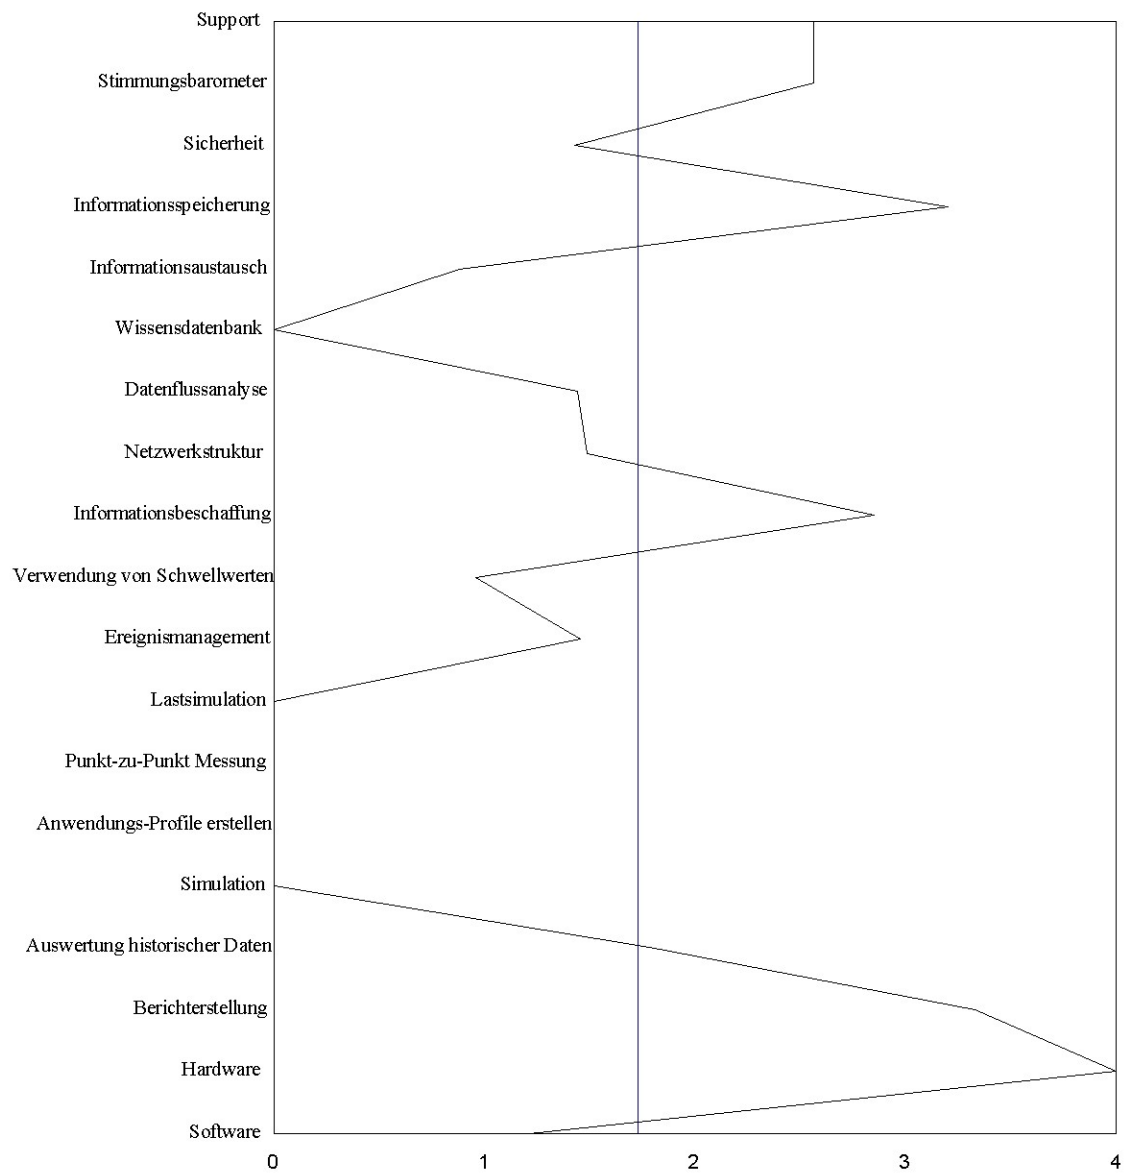 Support
Stimmungsbarometer
Sicherheit
Informationsspeicherung
Informationsaustausch
Wissensdatenbank
Datenflussanalyse
Netzwerkstruktur
Informationsbeschaffung
Verwendung von Schwellwerten
Ereignismanagement
Lastsimulation
Punkt-zu-Punkt Messung
Anwendungs-Profile erstellen
Simulation
Auswertung historischer Daten
Berichterstellung
Hardware
Software
0 1 2 3 4